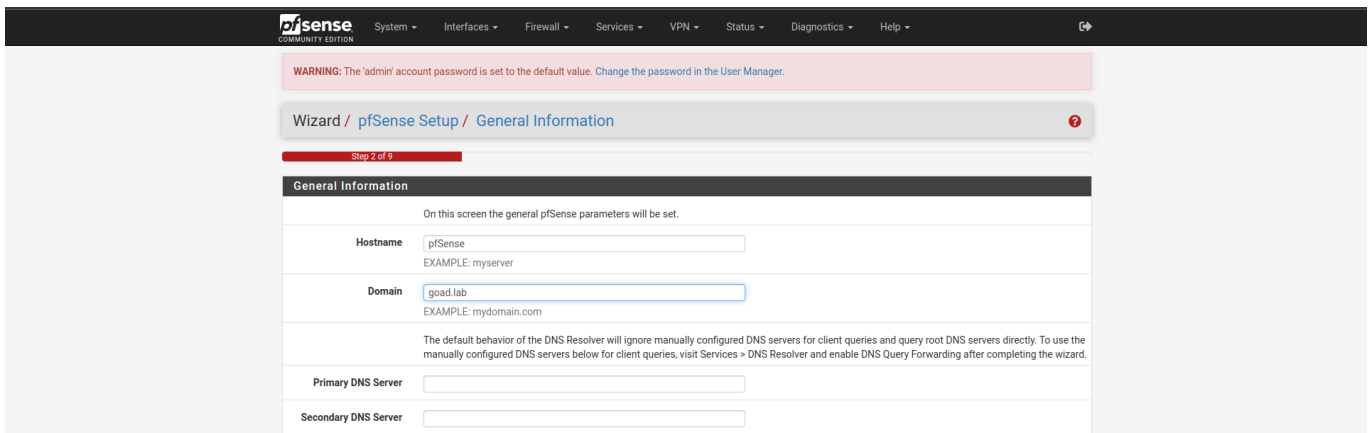 pfsense
COMMUNITY EDITION
System
Interfaces
Firewall
Services
VPN
Status
Diagnostics
Help
WARNING: The 'admin' account password is set to the default value. Change the password in the User Manager.
Wizard / pfSense Setup / General Information
Step 2 of 9
General Information
On this screen the general pfSense parameters will be set.
Hostname
pfSense
EXAMPLE: myserver
Domain
goad.lab
EXAMPLE: mydomain.com
The default behavior of the DNS Resolver will ignore manually configured DNS servers for client queries and query root DNS servers directly. To use the
manually configured DNS servers below for client queries, visit Services > DNS Resolver and enable DNS Query Forwarding after completing the wizard.
Primary DNS Server
Secondary DNS Server